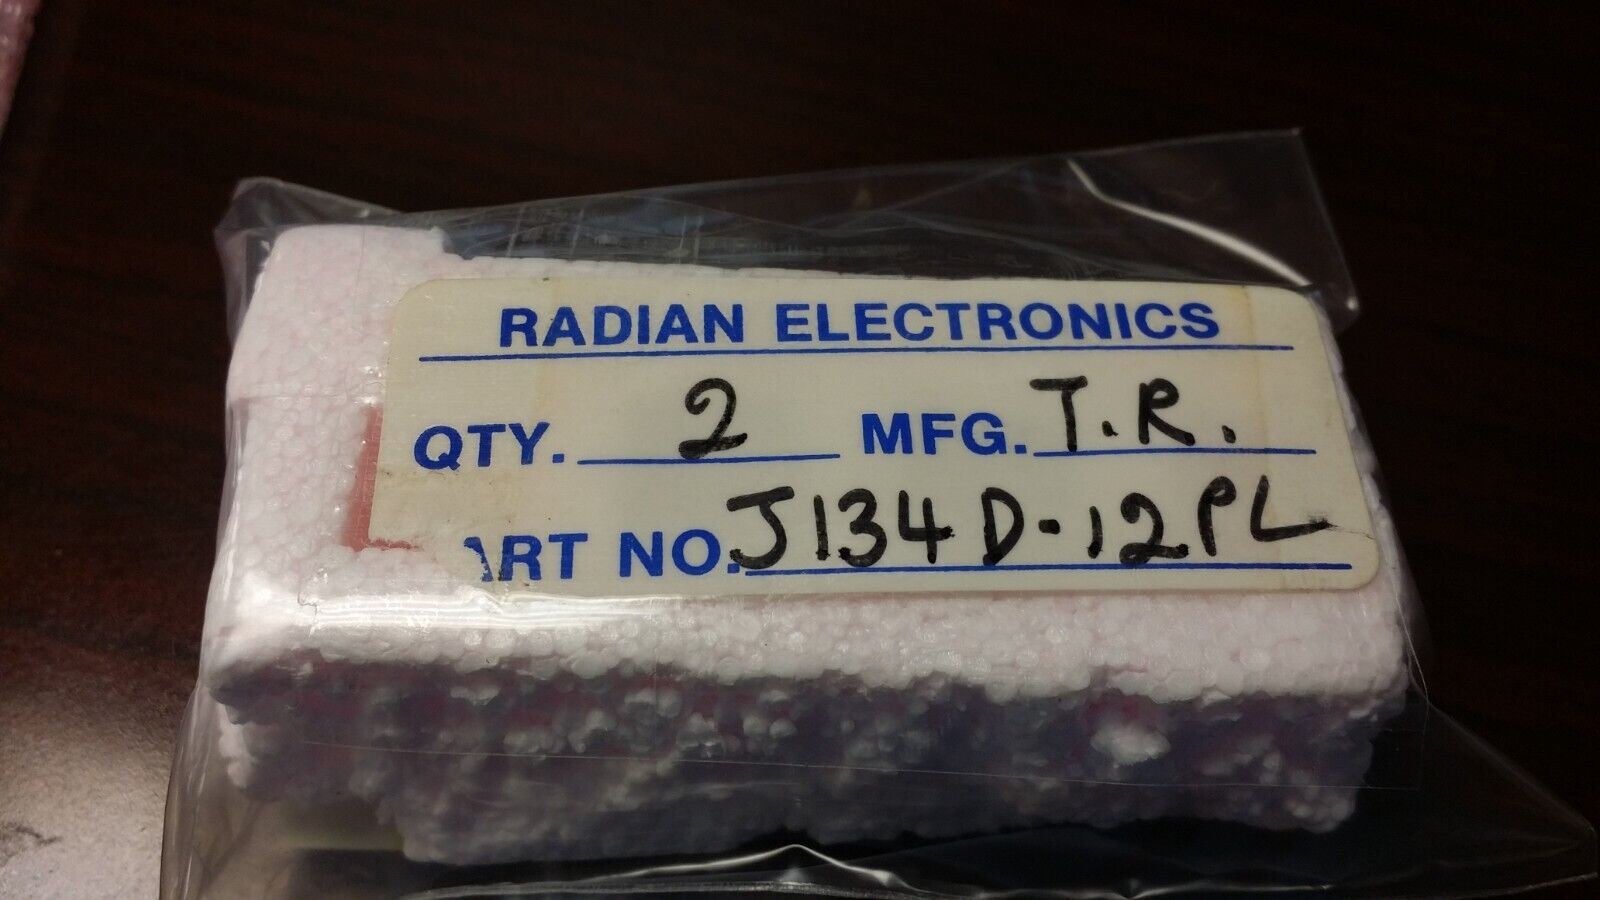 RADIAN ELECTRONICS
QTY. 2 MFG. T.R.
ART NO. J134D-12PL